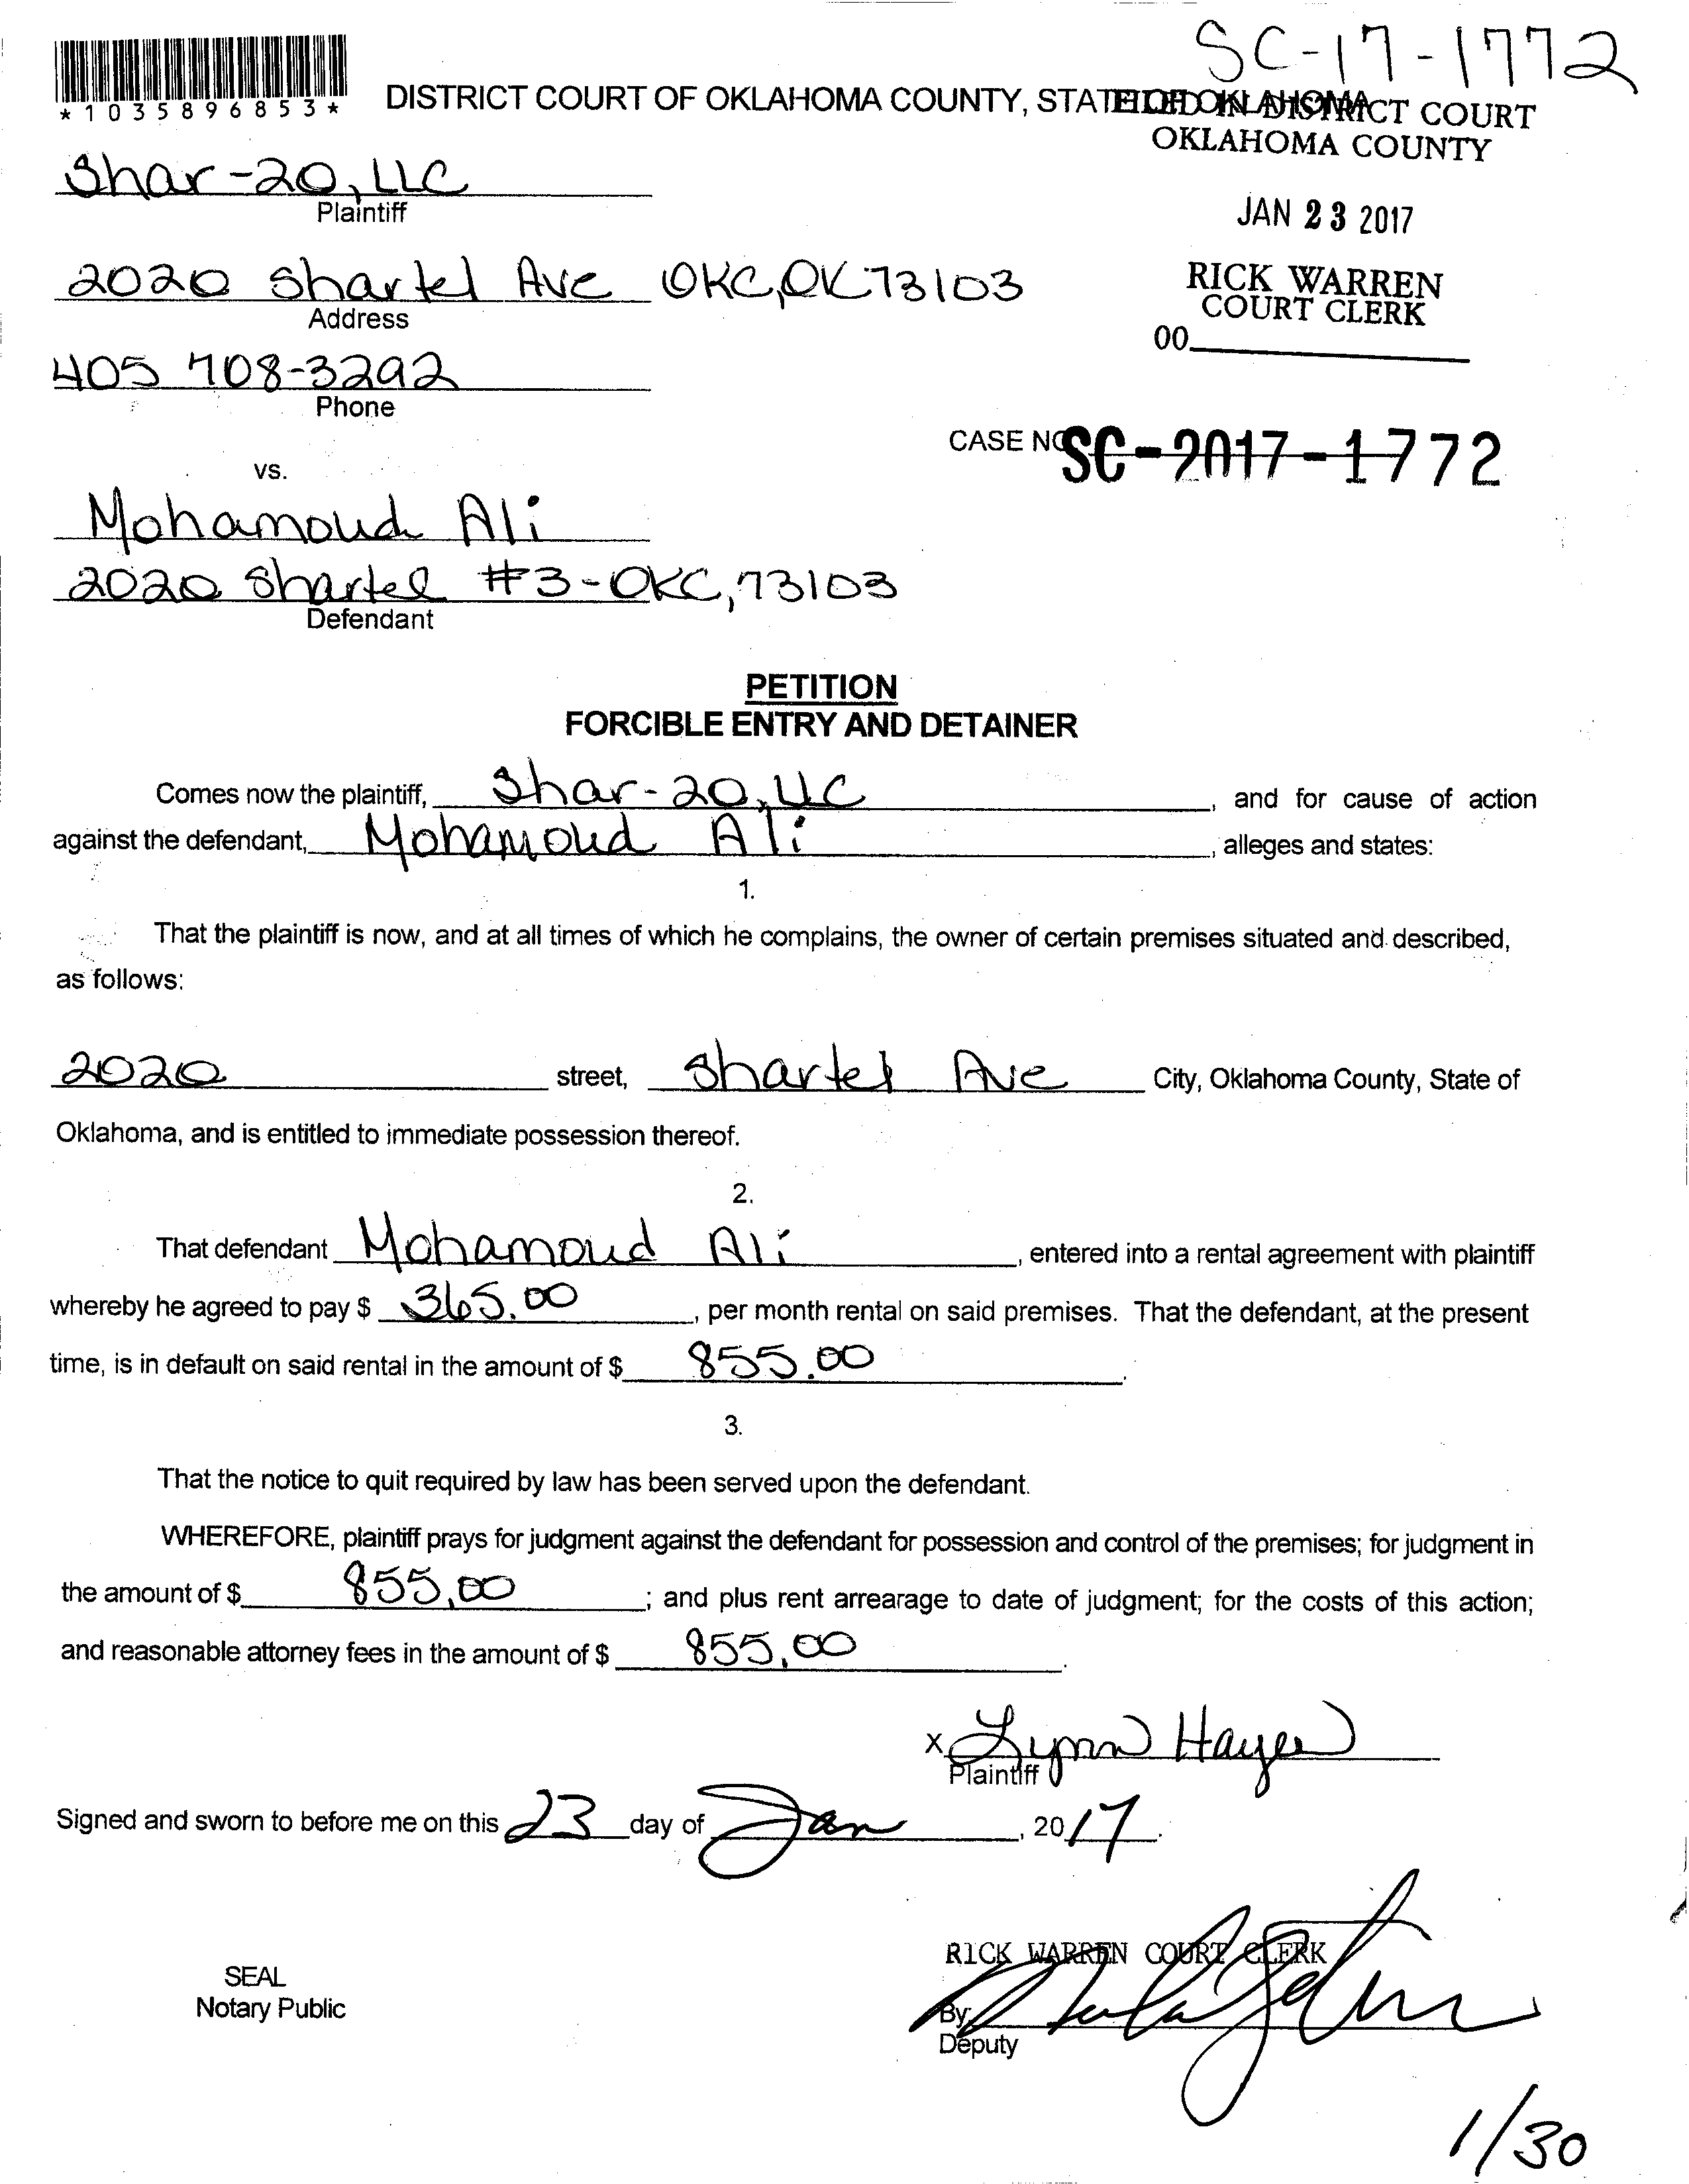 SC-17-1772
*1035896853*
DISTRICT COURT OF OKLAHOMA COUNTY, STATE OF OKLAHOMA
FILED IN DISTRICT COURT
OKLAHOMA COUNTY
Shar-20, LLC
Plaintiff
JAN 23 2017
2020 Shartel Ave OKC, OK 73103
Address
RICK WARREN
COURT CLERK
00
405 708-3292
Phone
CASE NO
SC-2017-1772
vs.
Mohamoud Ali
2020 Shartel #3-OKC, 73103
Defendant
PETITION
FORCIBLE ENTRY AND DETAINER
Comes now the plaintiff, Shar-20, LLC, and for cause of action
against the defendant, Mohamoud Ali, alleges and states:
1.
That the plaintiff is now, and at all times of which he complains, the owner of certain premises situated and described,
as follows:
2020 street, Shartel Ave City, Oklahoma County, State of
Oklahoma, and is entitled to immediate possession thereof.
2.
That defendant Mohamoud Ali, entered into a rental agreement with plaintiff
whereby he agreed to pay $ 365.00, per month rental on said premises. That the defendant, at the present
time, is in default on said rental in the amount of $ 855.00.
3.
That the notice to quit required by law has been served upon the defendant.
WHEREFORE, plaintiff prays for judgment against the defendant for possession and control of the premises; for judgment in
the amount of $ 855.00; and plus rent arrearage to date of judgment; for the costs of this action;
and reasonable attorney fees in the amount of $ 855.00.
X Lynn Hayes
Plaintiff
Signed and sworn to before me on this 23 day of Jan, 2017.
RICK WARREN COURT CLERK
SEAL
Notary Public
By:
Deputy
1/30